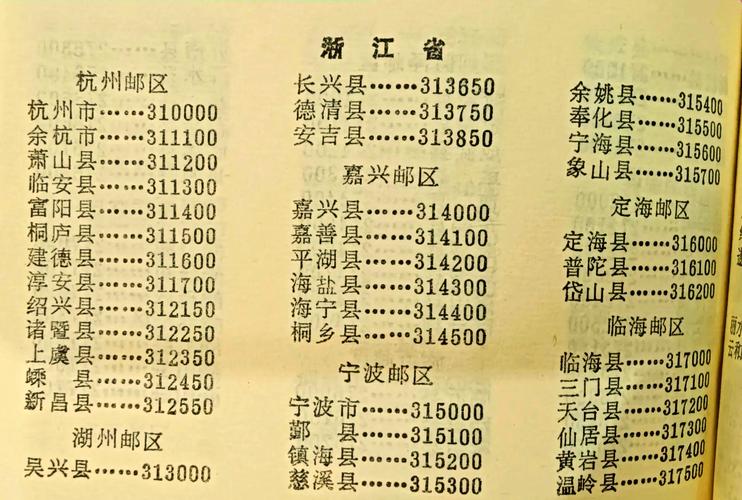 浙江省
杭州邮区
杭州市……310000
余杭市……311100
萧山县……311200
临安县……311300
富阳县……311400
桐庐县……311500
建德县……311600
淳安县……311700
绍兴县……312150
诸暨县……312250
上虞县……312350
嵊　县……312450
新昌县……312550
湖州邮区
吴兴县……313000
长兴县……313650
德清县……313750
安吉县……313850
嘉兴邮区
嘉兴县……314000
嘉善县……314100
平湖县……314200
海盐县……314300
海宁县……314400
桐乡县……314500
宁波邮区
宁波市……315000
鄞　县……315100
镇海县……315200
慈溪县……315300
余姚县……315400
奉化县……315500
宁海县……315600
象山县……315700
定海邮区
定海县……316000
普陀县……316100
岱山县……316200
临海邮区
临海县……317000
三门县……317100
天台县……317200
仙居县……317300
黄岩县……317400
温岭县……317500
丽水
云和